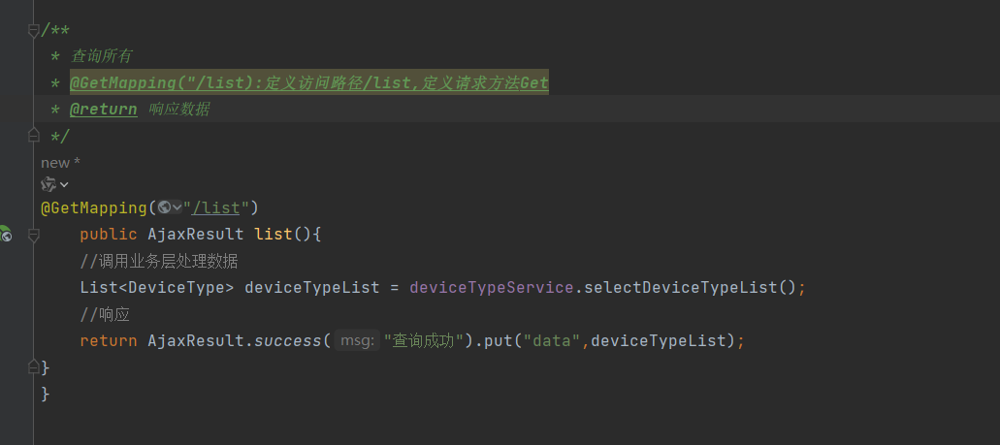 /**
* 查询所有
* @GetMapping("/list):定义访问路径/list,定义请求方法Get
* @return 响应数据
*/
new *
@GetMapping("/list")
public AjaxResult list(){
//调用业务层处理数据
List<DeviceType> deviceTypeList = deviceTypeService.selectDeviceTypeList();
//响应
return AjaxResult.success( msg: "查询成功").put("data",deviceTypeList);
}
}